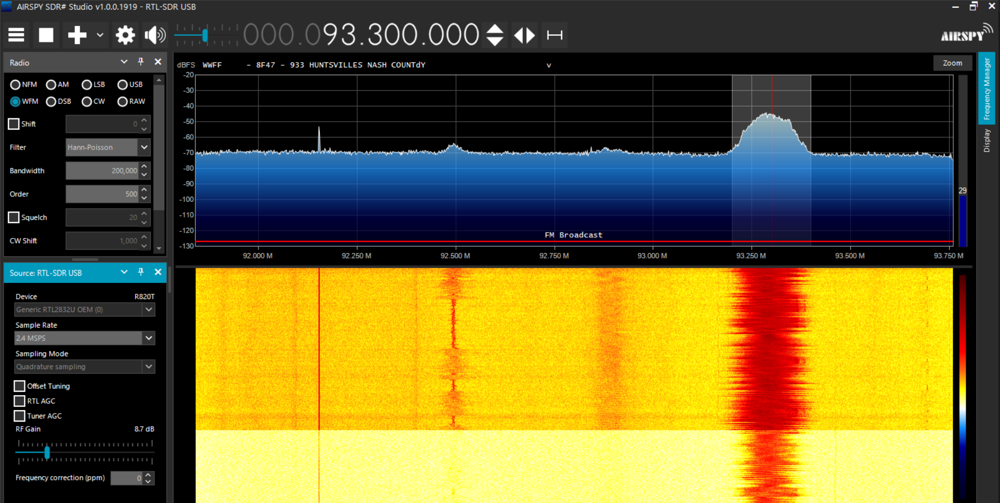 AIRSPY SDR# Studio v1.0.0.1919 - RTL-SDR USB
000.093.300.000
AIRSPY
Radio
NFM AM LSB USB
WFM DSB CW RAW
Shift 0
Filter Hann-Poisson
Bandwidth 200,000
Order 500
Squelch 20
CW Shift 1,000
Source: RTL-SDR USB
Device R820T
Generic RTL2832U OEM (0)
Sample Rate
2.4 MSPS
Sampling Mode
Quadrature sampling
Offset Tuning
RTL AGC
Tuner AGC
RF Gain 8.7 dB
Frequency correction (ppm) 0
dBFS WWFF - 8F47 - 933 HUNTSVILLES NASH COUNTdY v
Zoom
-20
-30
-40
-50
-60
-70
-80
-90
-100
-110
-120
-130
FM Broadcast
92.000 M 92.250 M 92.500 M 92.750 M 93.000 M 93.250 M 93.500 M 93.750 M
29
Frequency Manager
Display